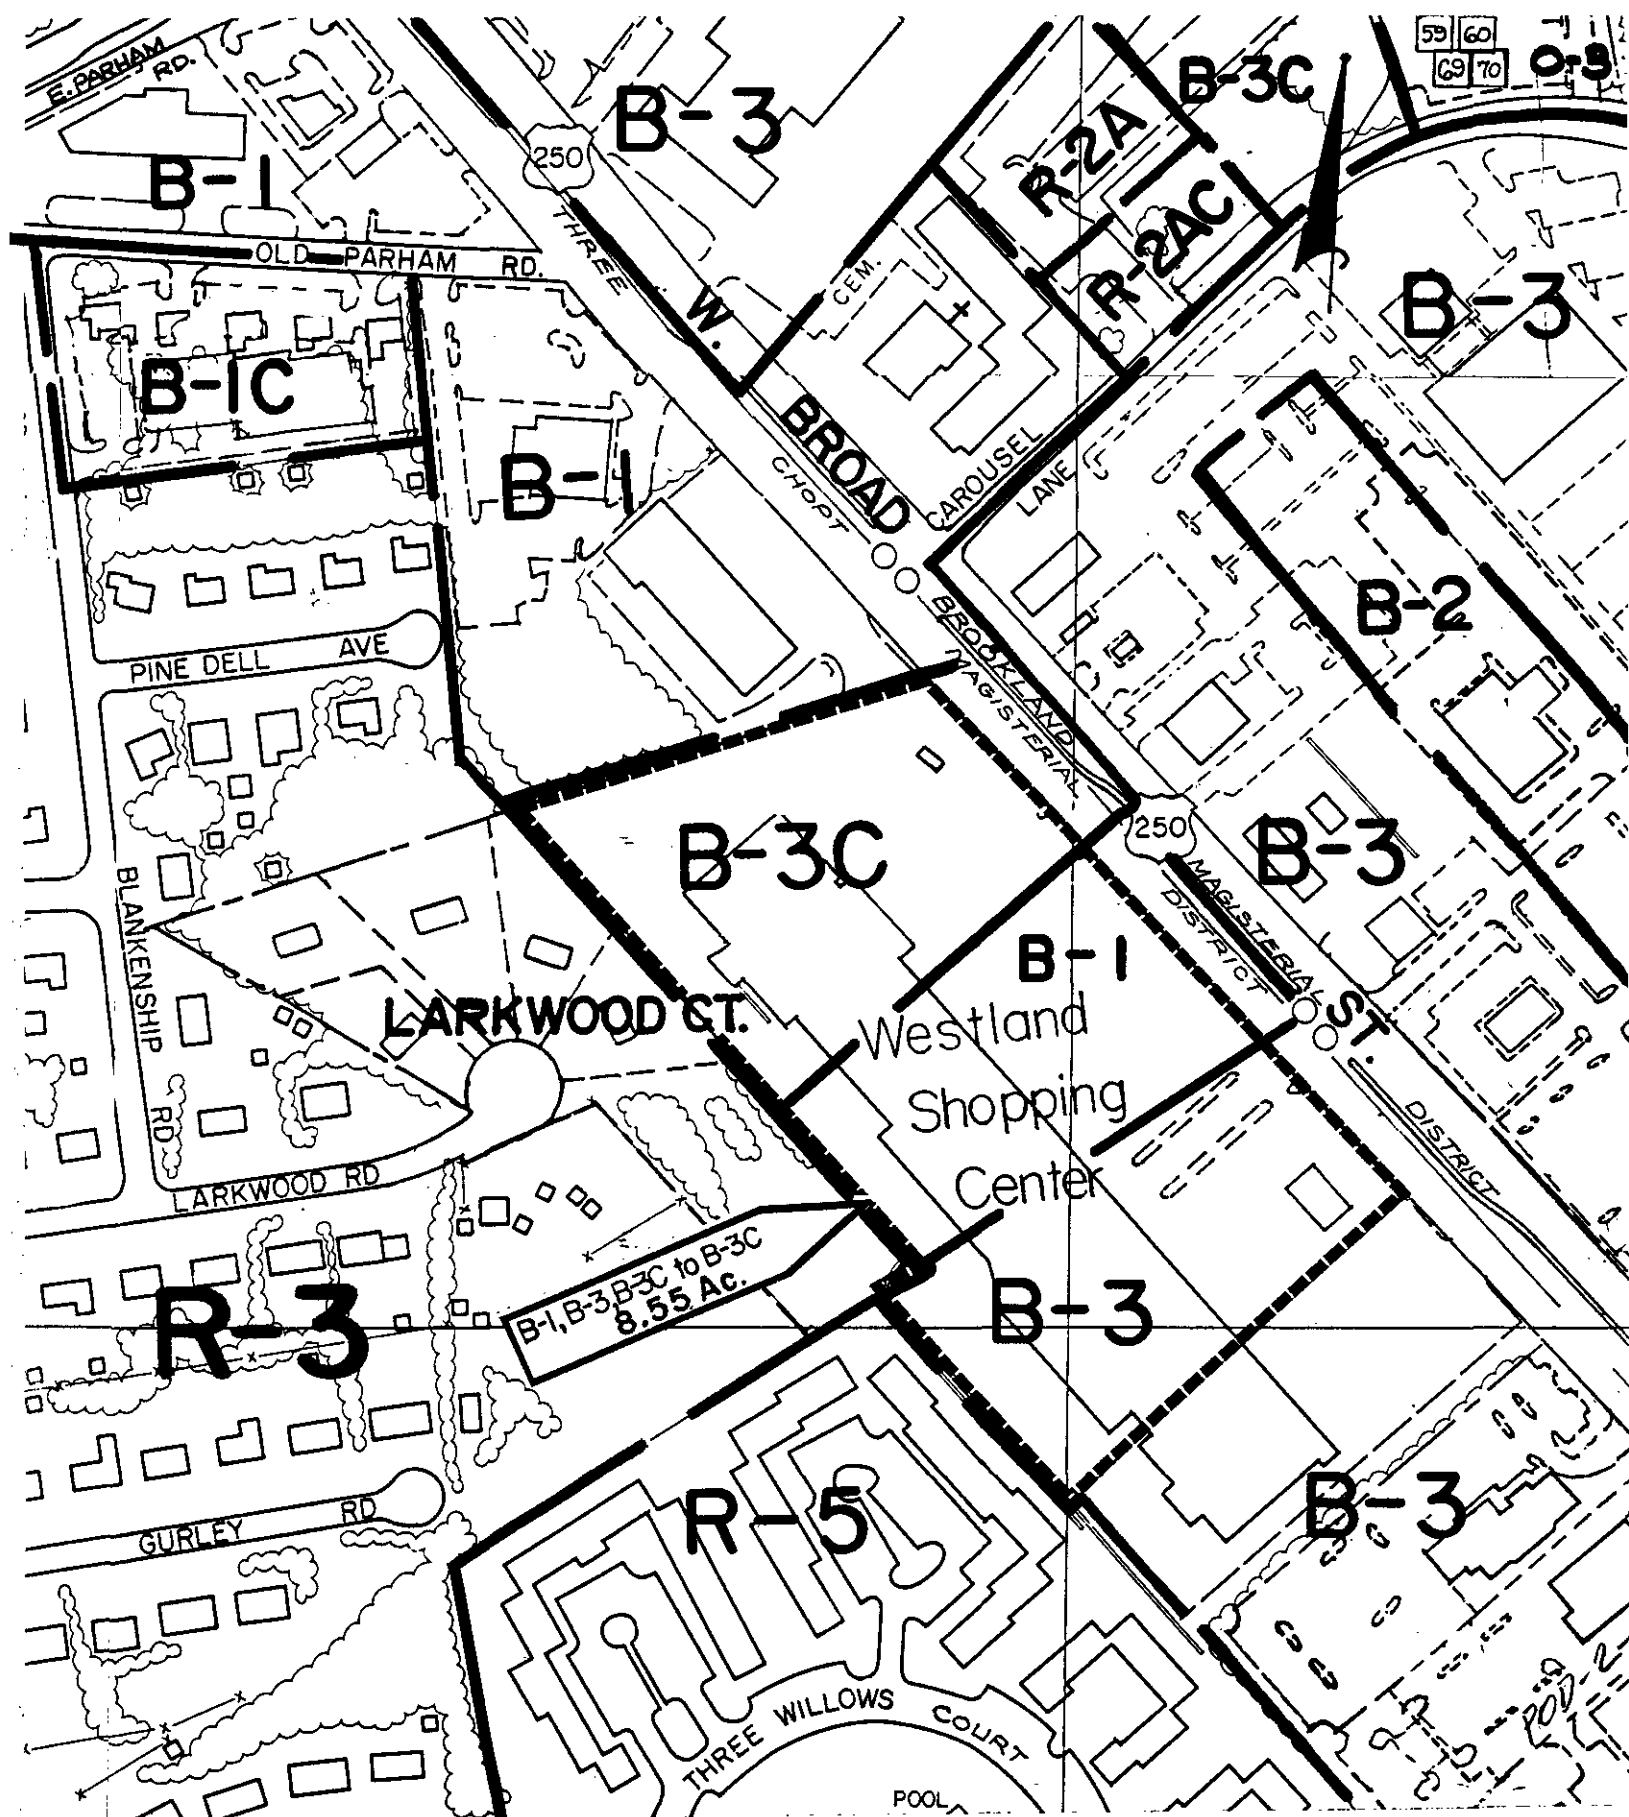 E. PARHAM
RD.
59 60
69 70
O-3
B-3C
B-3
250
R-2A
B-1
R-2AC
THREE
OLD PARHAM RD.
CEM.
W.
B-3
B-1C
BROAD
CAROUSEL
LANE
B-1
CHOPT
B-2
BROOKLAND
MAGISTERIAL
PINE DELL AVE
250
B-3C
B-3
BLANKENSHIP
RD
MAGISTERIAL
DISTRICT
B-1
LARKWOOD CT.
ST.
Westland
Shopping
Center
DISTRICT
LARKWOOD RD
B-1, B-3, B-3C to B-3C
8.55 Ac.
R-3
B-3
R-5
B-3
GURLEY RD
POD
THREE WILLOWS COURT
POOL